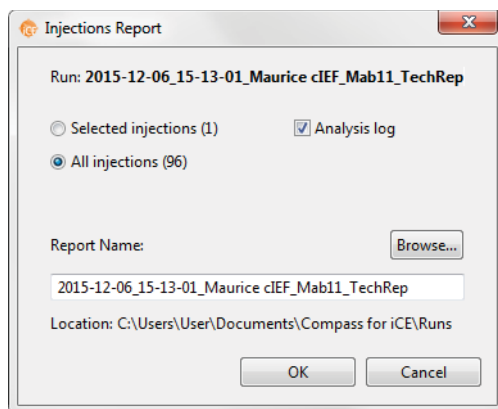 Injections Report
Run: 2015-12-06_15-13-01_Maurice cIEF_Mab11_TechRep
Selected injections (1) Analysis log
All injections (96)
Report Name: Browse...
2015-12-06_15-13-01_Maurice cIEF_Mab11_TechRep
Location: C:\Users\User\Documents\Compass for iCE\Runs
OK Cancel